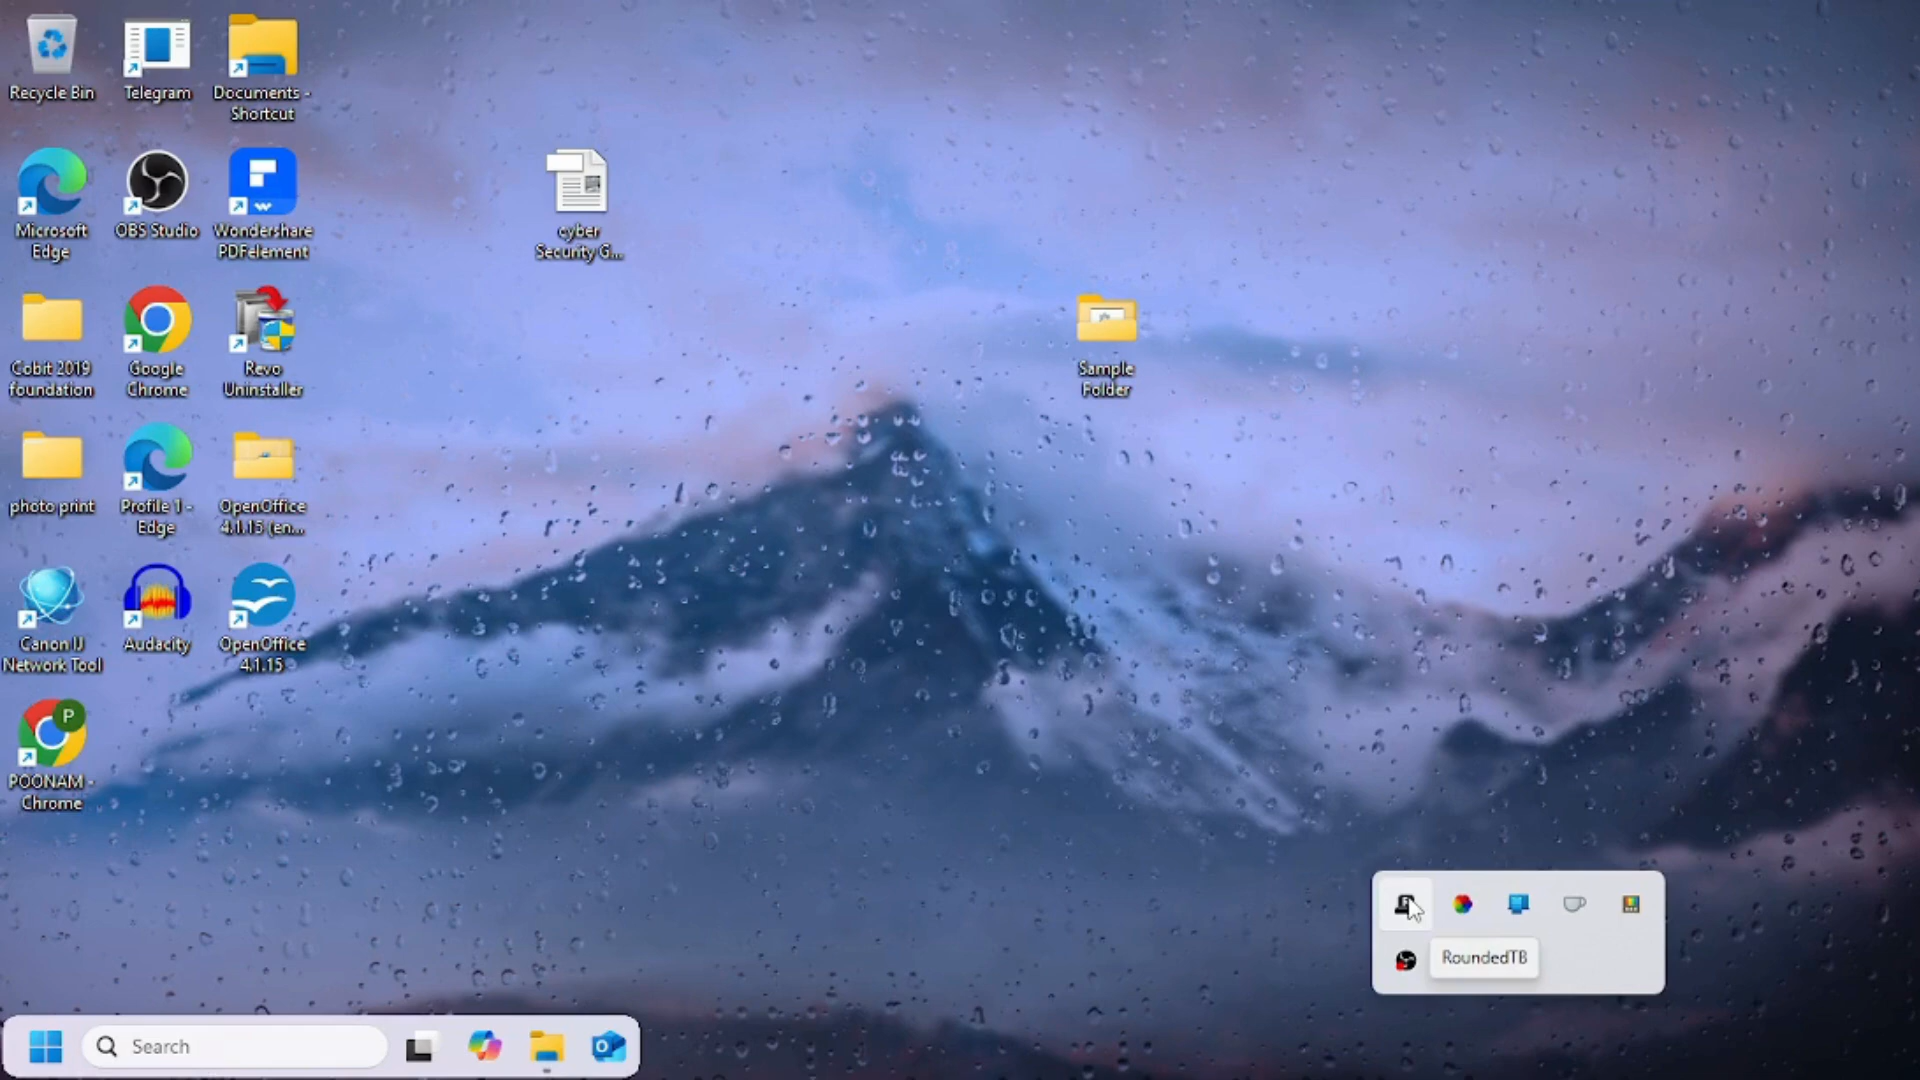 Recycle Bin
Telegram
Documents -
Shortcut
Microsoft
Edge
OBS Studio
Wondershare
PDFelement
cyber
Security G...
Cobit 2019
foundation
Google
Chrome
Revo
Uninstaller
Sample
Folder
photo print
Profile 1 -
Edge
OpenOffice
4.1.15 (en...
Canon IJ
Network Tool
Audacity
OpenOffice
4.1.15
P
POONAM -
Chrome
RoundedTB
Search